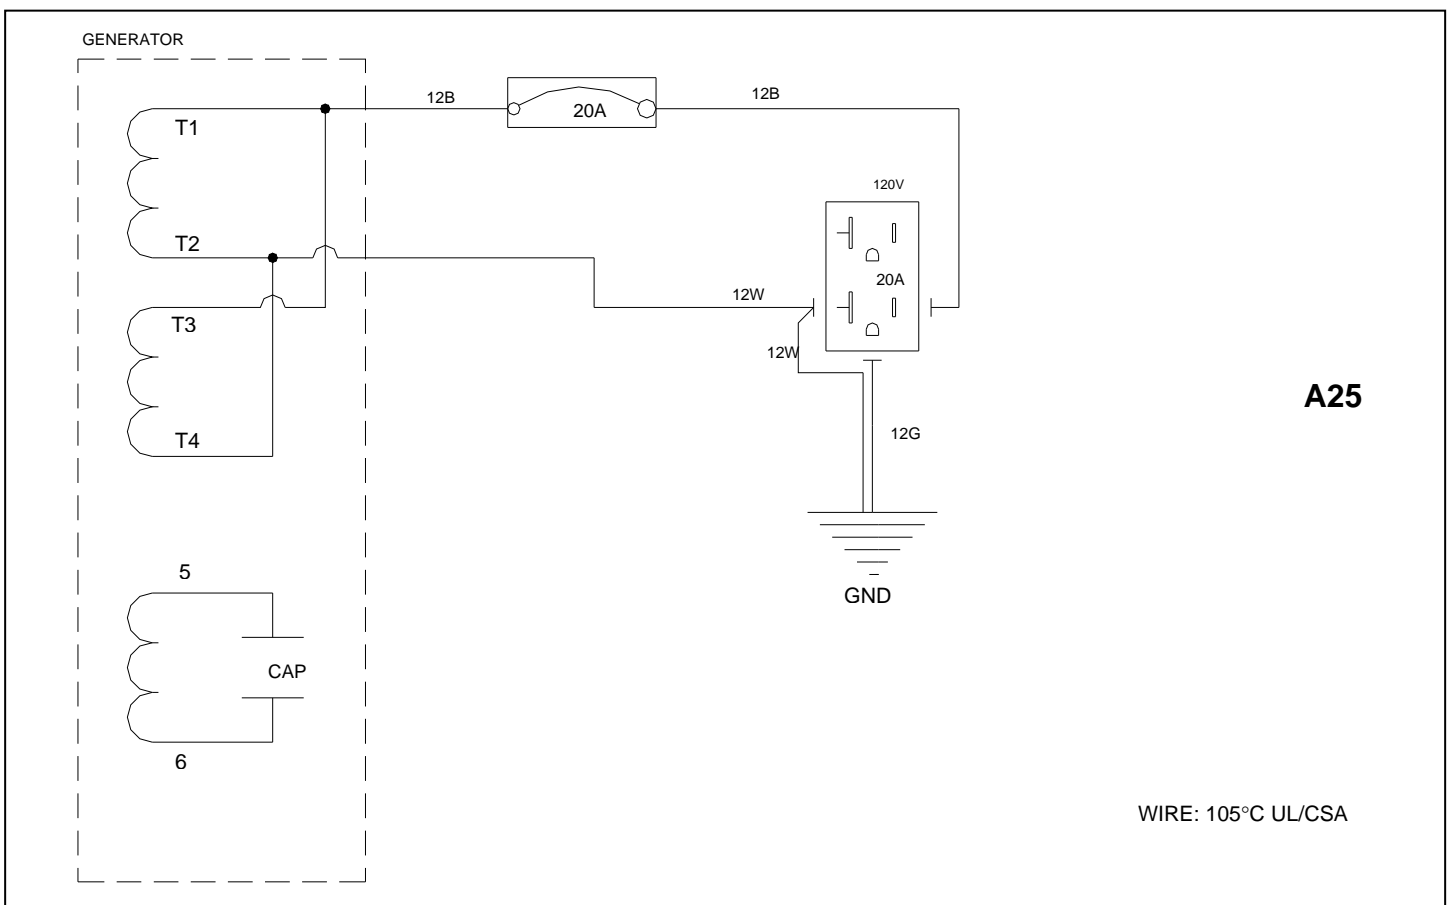 GENERATOR
12B
12B
20A
T1
120V
T2
20A
12W
T3
12W
A25
T4
12G
5
GND
CAP
6
WIRE: 105°C UL/CSA